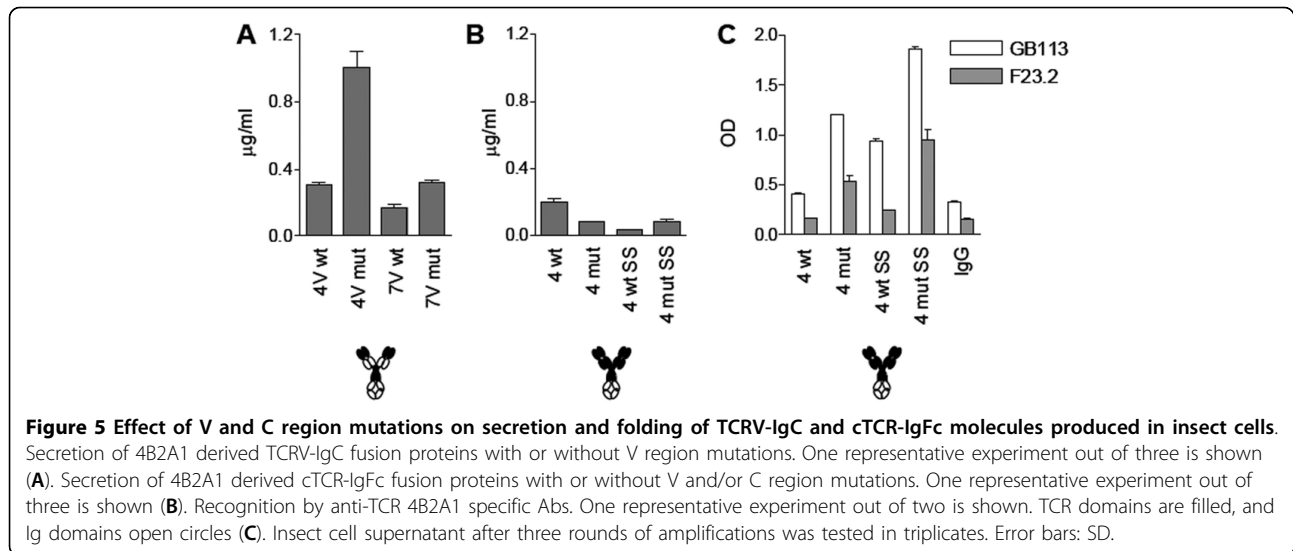 A
1.2
0.8
0.4
0.0
µg/ml
4V wt
4V mut
7V wt
7V mut
B
1.2
0.8
0.4
0.0
µg/ml
4 wt
4 mut
4 wt SS
4 mut SS
C
2.0
1.5
1.0
0.5
0.0
OD
4 wt
4 mut
4 wt SS
4 mut SS
IgG
GB113
F23.2
Figure 5 Effect of V and C region mutations on secretion and folding of TCRV-IgC and cTCR-IgFc molecules produced in insect cells.
Secretion of 4B2A1 derived TCRV-IgC fusion proteins with or without V region mutations. One representative experiment out of three is shown
(A). Secretion of 4B2A1 derived cTCR-IgFc fusion proteins with or without V and/or C region mutations. One representative experiment out of
three is shown (B). Recognition by anti-TCR 4B2A1 specific Abs. One representative experiment out of two is shown. TCR domains are filled, and
Ig domains open circles (C). Insect cell supernatant after three rounds of amplifications was tested in triplicates. Error bars: SD.